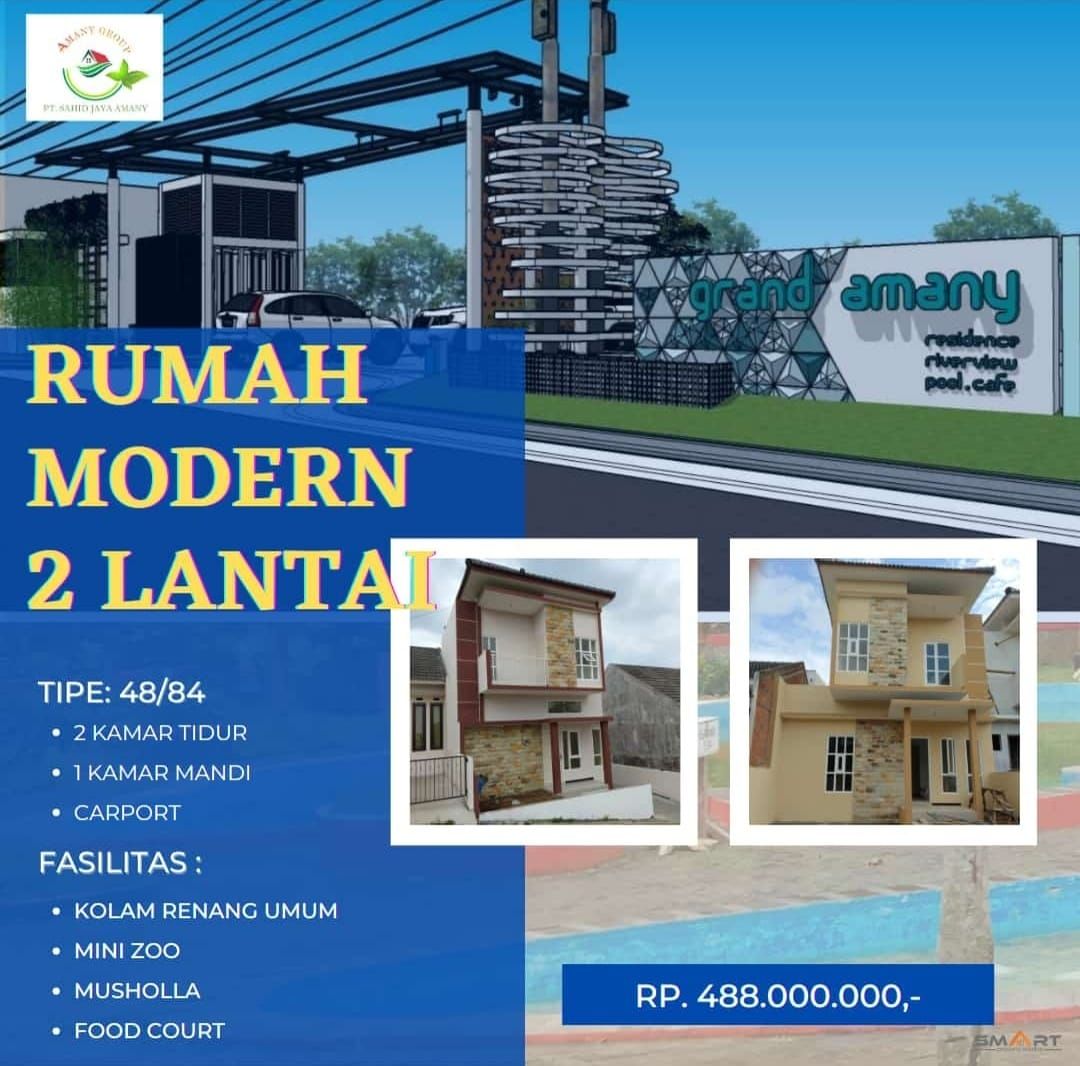 AMANY GROUP
PT. SAHID JAYA AMANY
grand amany
residence
riverview
pool.cafe
RUMAH
MODERN
2 LANTAI
TIPE: 48/84
• 2 KAMAR TIDUR
• 1 KAMAR MANDI
• CARPORT
FASILITAS :
• KOLAM RENANG UMUM
• MINI ZOO
• MUSHOLLA
• FOOD COURT
RP. 488.000.000,-
SMART